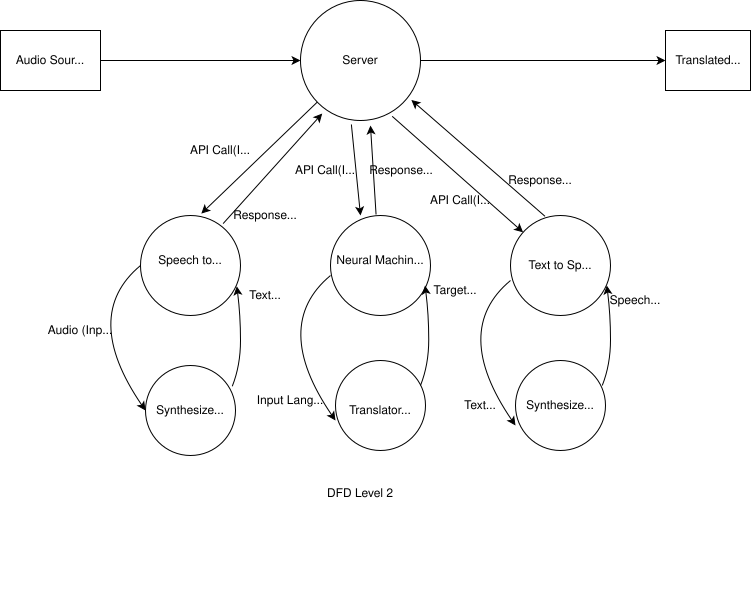 Audio Sour...
Server
Translated...
API Call(I...
API Call(I...
Response...
Response...
API Call(I...
Response...
Speech to...
Neural Machin...
Text to Sp...
Text...
Target...
Speech...
Audio (Inp...
Input Lang...
Text...
Synthesize...
Translator...
Synthesize...
DFD Level 2